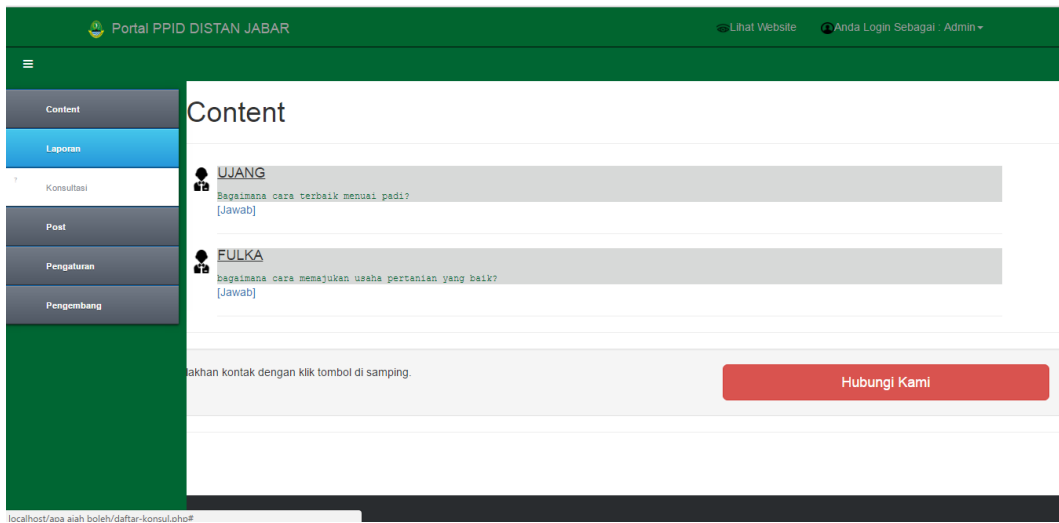 Portal PPID DISTAN JABAR
Lihat Website
Anda Login Sebagai : Admin
Content
Laporan
Konsultasi
Post
Pengaturan
Pengembang
Content
UJANG
Bagaimana cara terbaik menuai padi?
[Jawab]
FULKA
bagaimana cara memajukan usaha pertanian yang baik?
[Jawab]
lakhan kontak dengan klik tombol di samping.
Hubungi Kami
localhost/apa ajah boleh/daftar-konsul.php#